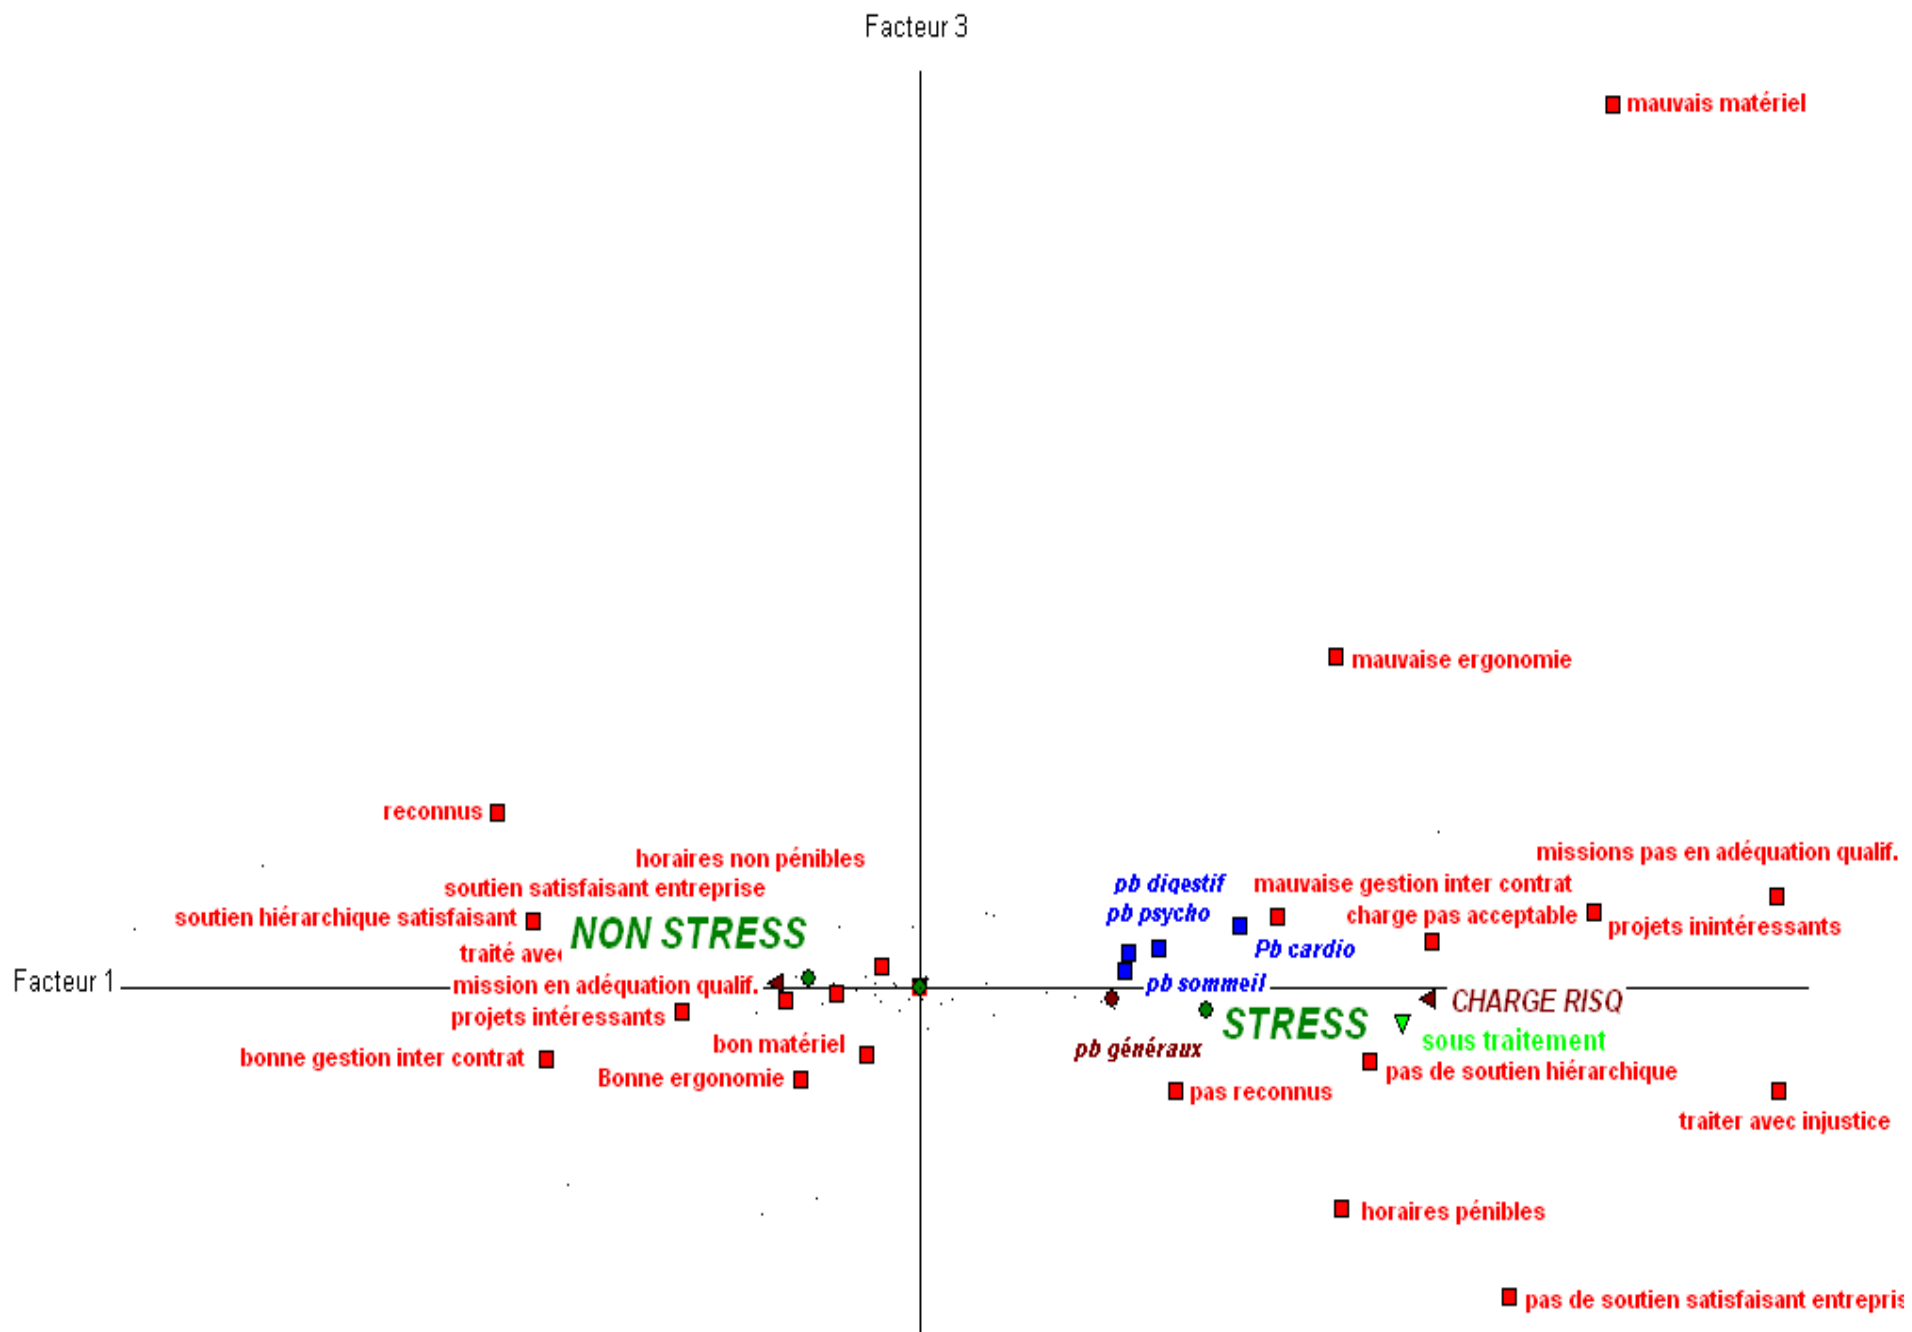 Facteur 3
mauvais matériel
mauvaise ergonomie
reconnus
horaires non pénibles
missions pas en adéquation qualif.
soutien satisfaisant entreprise
pb digestif
mauvaise gestion inter contrat
soutien hiérarchique satisfaisant
NON STRESS
pb psycho
charge pas acceptable
projets inintéressants
traité avec
Pb cardio
Facteur 1
mission en adéquation qualif.
pb sommeil
CHARGE RISQ
projets intéressants
STRESS
sous traitement
bonne gestion inter contrat
bon matériel
pb généraux
pas de soutien hiérarchique
Bonne ergonomie
pas reconnus
traiter avec injustice
horaires pénibles
pas de soutien satisfaisant entrepris